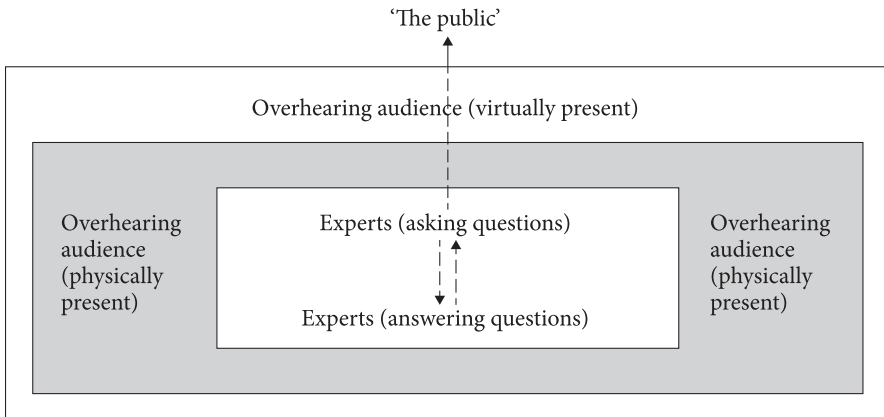 ‘The public’
Overhearing audience (virtually present)
Overhearing
audience
(physically
present)
Experts (asking questions)
Experts (answering questions)
Overhearing
audience
(physically
present)